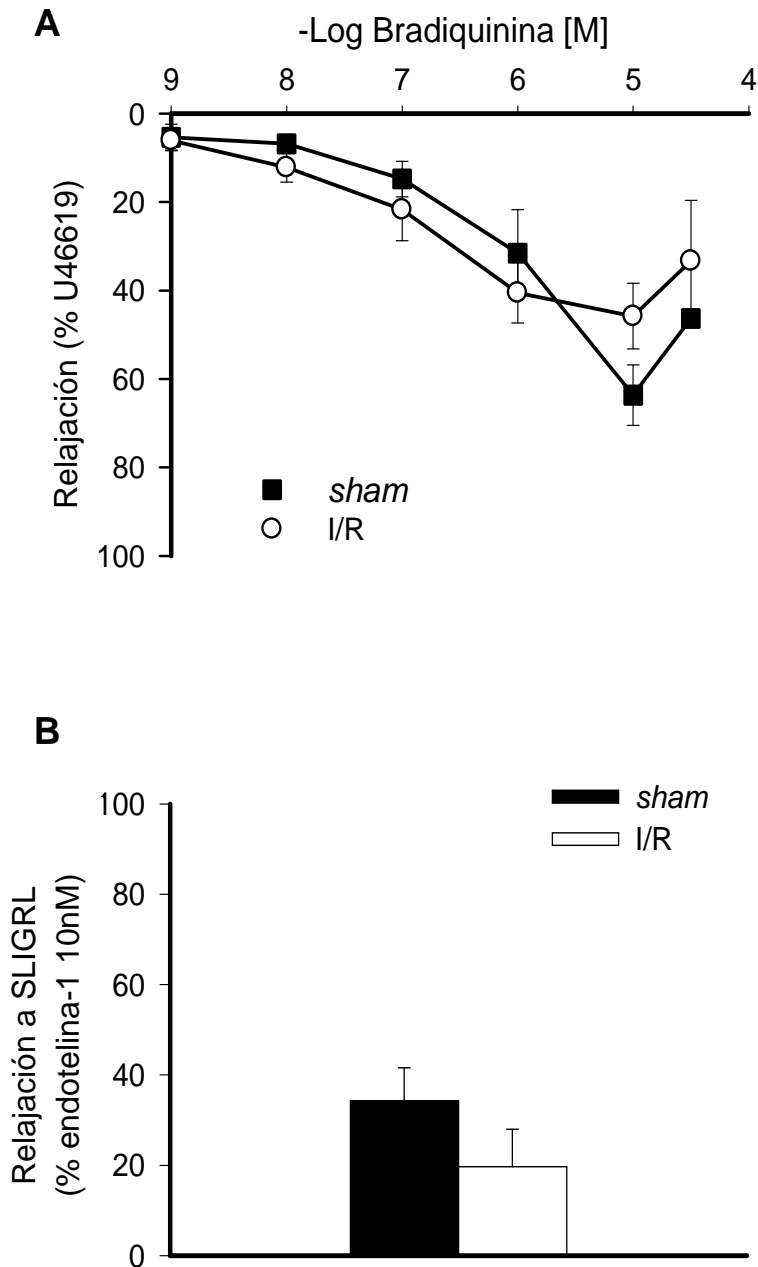 A
-Log Bradiquinina [M]
9 8 7 6 5 4
0
20
40
60
80
100
Relajación (% U46619)
sham
I/R
B
100
80
60
40
20
0
Relajación a SLIGRL
(% endotelina-1 10nM)
sham
I/R